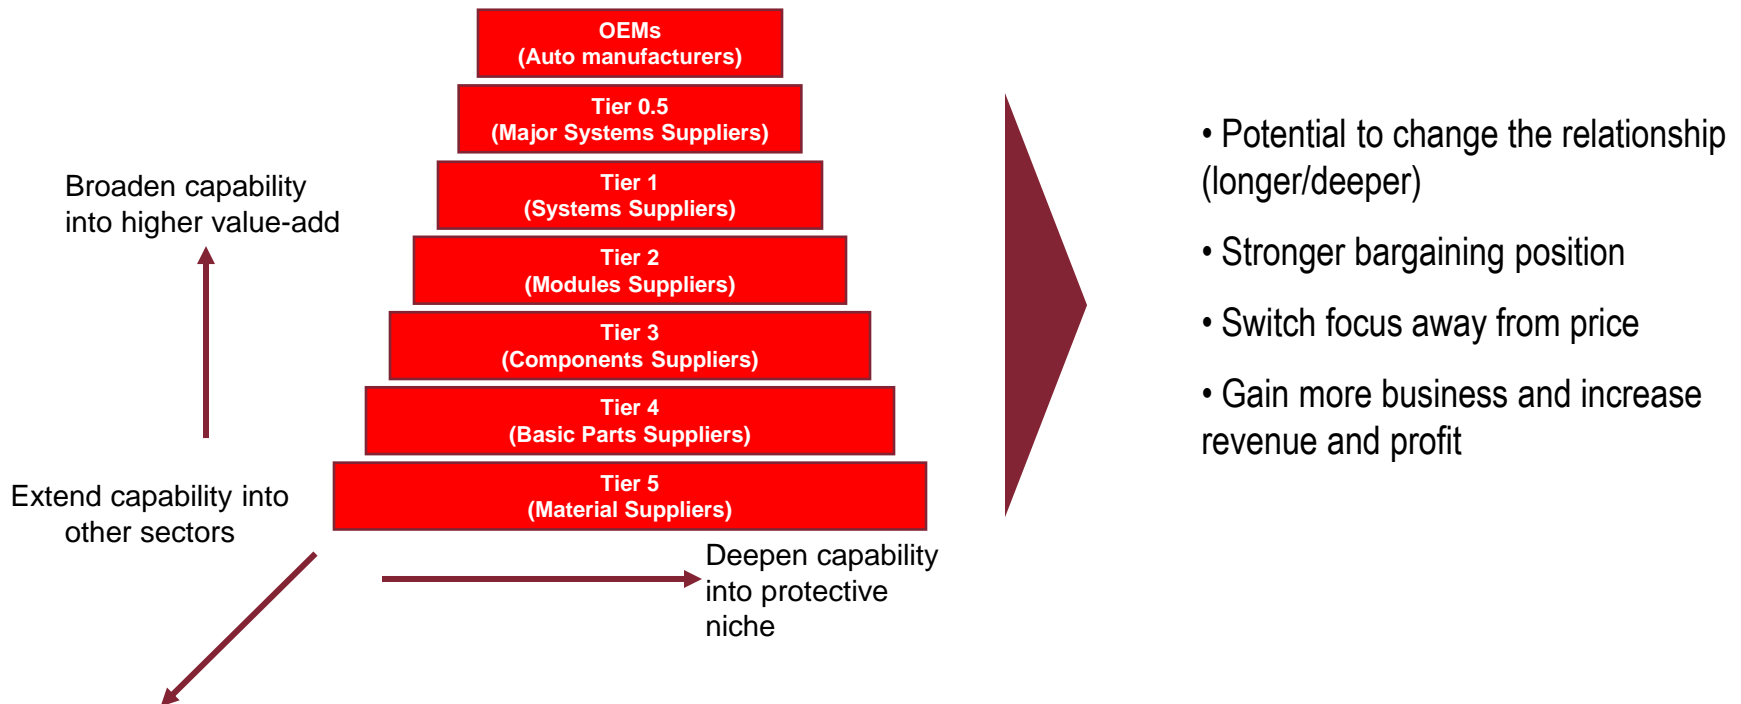 OEMs
(Auto manufacturers)
Tier 0.5
(Major Systems Suppliers)
Tier 1
(Systems Suppliers)
Tier 2
(Modules Suppliers)
Tier 3
(Components Suppliers)
Tier 4
(Basic Parts Suppliers)
Tier 5
(Material Suppliers)
Broaden capability
into higher value-add
Extend capability into
other sectors
Deepen capability
into protective
niche
• Potential to change the relationship
(longer/deeper)
• Stronger bargaining position
• Switch focus away from price
• Gain more business and increase
revenue and profit